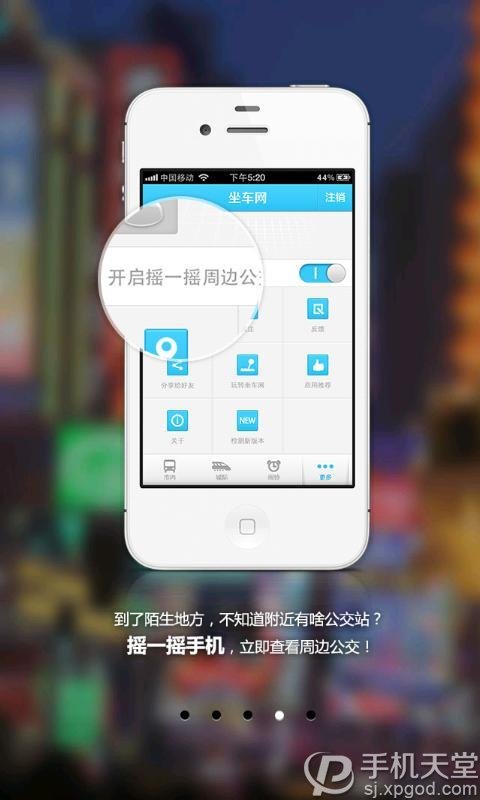 中国移动 下午5:20 44%
坐车网 注销
开启摇一摇周边公
反馈
分享给好友 玩转坐车网 应用推荐
NEW
关于 检测新版本
市内 城际 闹铃 更多
到了陌生地方，不知道附近有啥公交站？
摇一摇手机，立即查看周边公交！
手机天堂
sj.xpgod.com